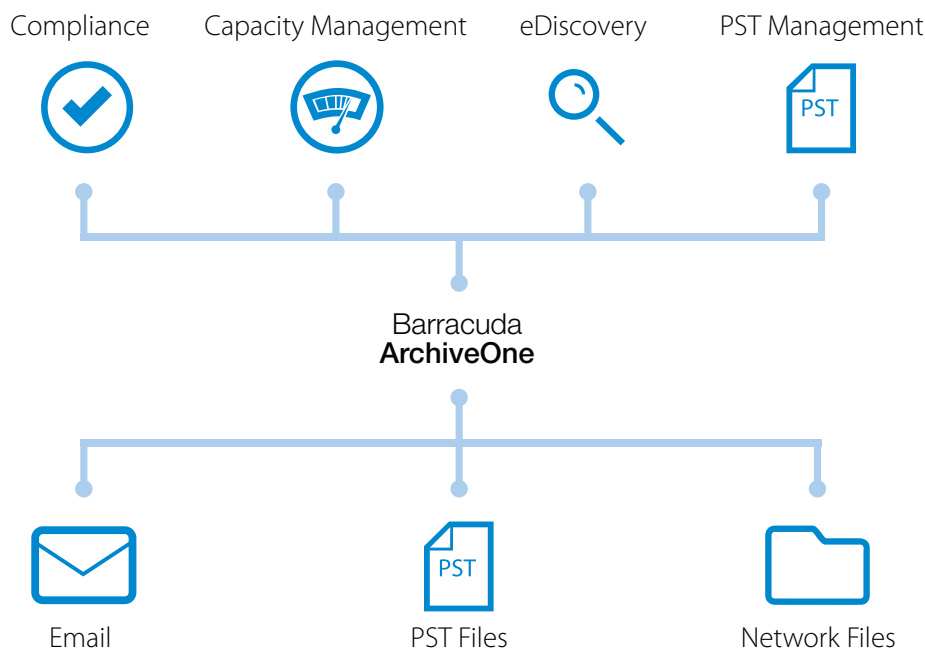 Compliance
Capacity Management
eDiscovery
PST Management
PST
Barracuda
ArchiveOne
PST
Email
PST Files
Network Files